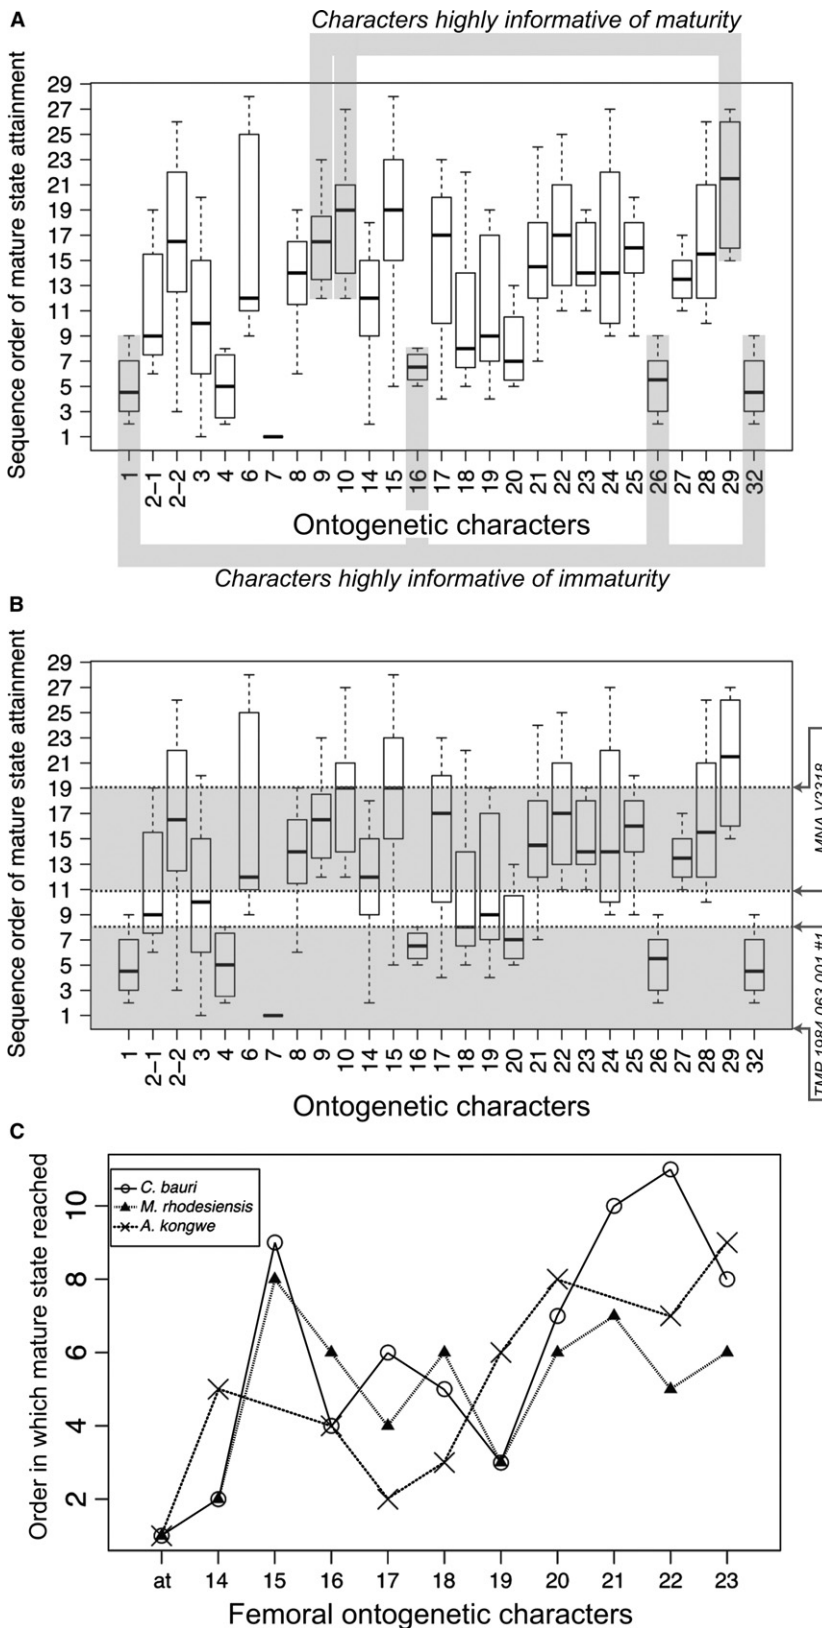 A
Characters highly informative of maturity
Sequence order of mature state attainment
29
27
25
23
21
19
17
15
13
11
9
7
5
3
1
1 2−1 2−2 3 4 6 7 8 9 10 14 15 16 17 18 19 20 21 22 23 24 25 26 27 28 29 32
Ontogenetic characters
Characters highly informative of immaturity
B
Sequence order of mature state attainment
29
27
25
23
21
19
17
15
13
11
9
7
5
3
1
MNA V3318
TMP 1984.063.001 #1
1 2−1 2−2 3 4 6 7 8 9 10 14 15 16 17 18 19 20 21 22 23 24 25 26 27 28 29 32
Ontogenetic characters
C
Order in which mature state reached
C. bauri
M. rhodesiensis
A. kongwe
10
8
6
4
2
at 14 15 16 17 18 19 20 21 22 23
Femoral ontogenetic characters